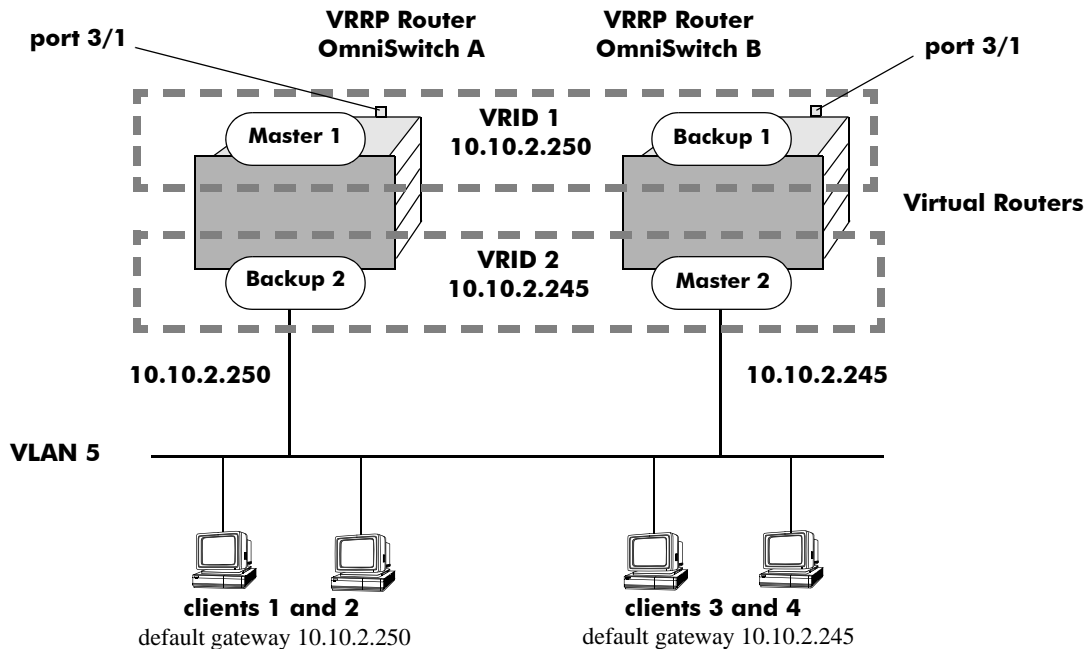 VRRP Router
OmniSwitch A
VRRP Router
OmniSwitch B
port 3/1
port 3/1
Master 1
VRID 1
10.10.2.250
Backup 1
Virtual Routers
Backup 2
VRID 2
10.10.2.245
Master 2
10.10.2.250
10.10.2.245
VLAN 5
clients 1 and 2
default gateway 10.10.2.250
clients 3 and 4
default gateway 10.10.2.245